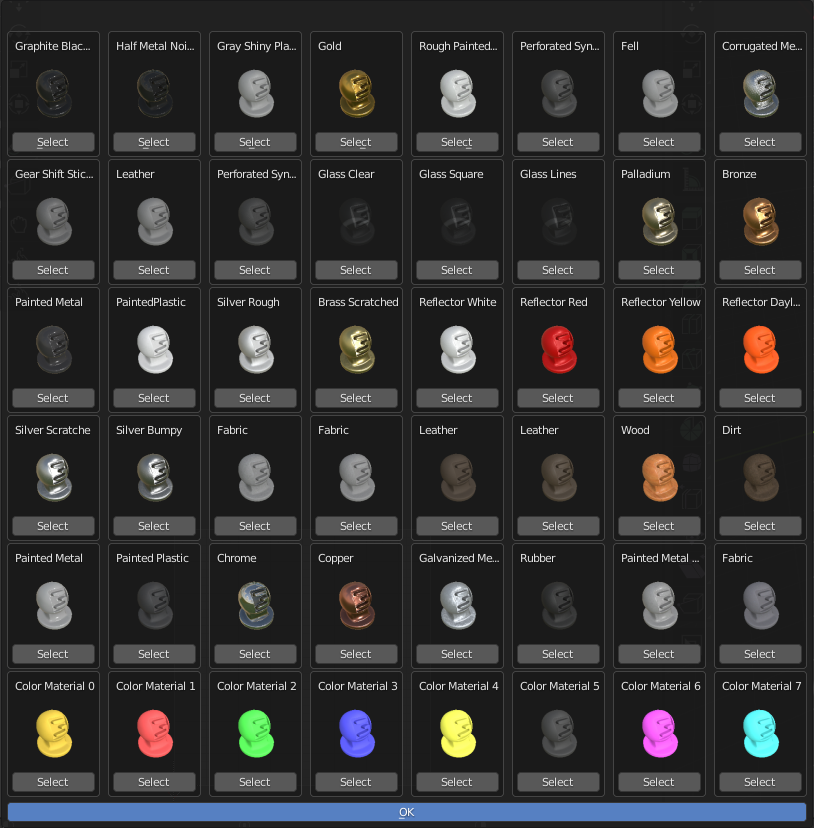 Graphite Blac... Half Metal Noi... Gray Shiny Pla... Gold Rough Painted... Perforated Syn... Fell Corrugated Me...
Select Select Select Select Select Select Select Select
Gear Shift Stic... Leather Perforated Syn... Glass Clear Glass Square Glass Lines Palladium Bronze
Select Select Select Select Select Select Select Select
Painted Metal PaintedPlastic Silver Rough Brass Scratched Reflector White Reflector Red Reflector Yellow Reflector Dayl...
Select Select Select Select Select Select Select Select
Silver Scratche Silver Bumpy Fabric Fabric Leather Leather Wood Dirt
Select Select Select Select Select Select Select Select
Painted Metal Painted Plastic Chrome Copper Galvanized Me... Rubber Painted Metal ... Fabric
Select Select Select Select Select Select Select Select
Color Material 0 Color Material 1 Color Material 2 Color Material 3 Color Material 4 Color Material 5 Color Material 6 Color Material 7
Select Select Select Select Select Select Select Select
OK